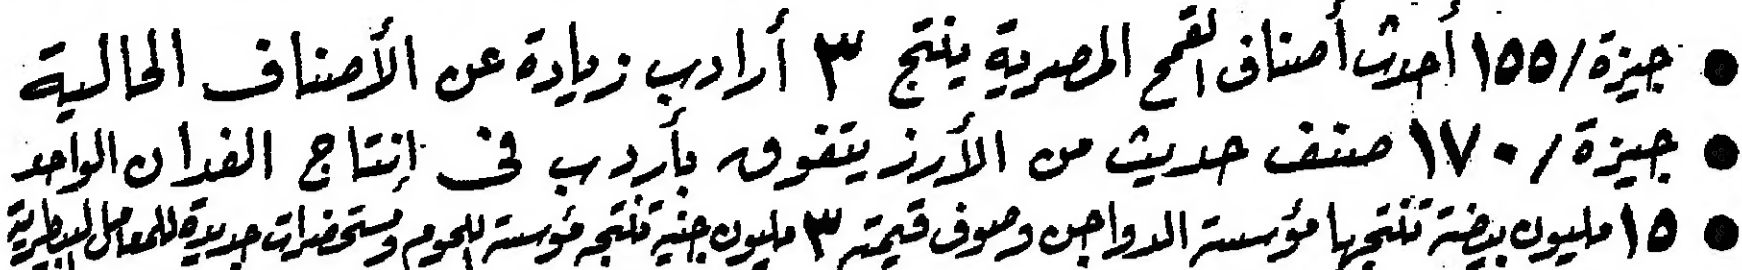 ● جيزة/١٥٥ أحدث أصناف القمح المصرية ينتج ٣ أرادب زيادة عن الأصناف الحالية
● جيزة/١٧٠ صنف حديث من الأرز يتفوق بأردب فى إنتاج الفدان الواحد
● ١٥ مليون بيضة تنتجها مؤسسة الدواجن وصوف قيمته ٣ مليون جنيه تنتجه مؤسسة اللحوم ومستحضرات جديدة للمعامل البيطرية